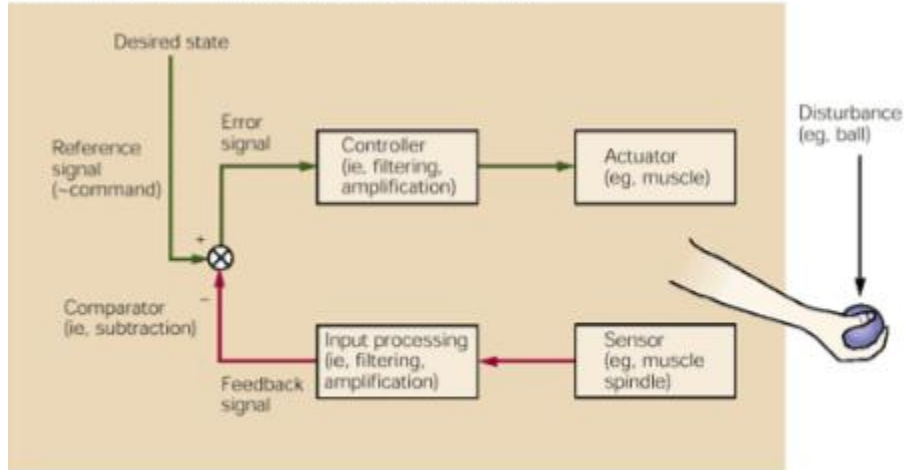 Desired state
Error
signal
Reference
signal
(~command)
Controller
(ie, filtering,
amplification)
Actuator
(eg, muscle)
Disturbance
(eg, ball)
+
−
Comparator
(ie, subtraction)
Input processing
(ie, filtering,
amplification)
Sensor
(eg, muscle
spindle)
Feedback
signal